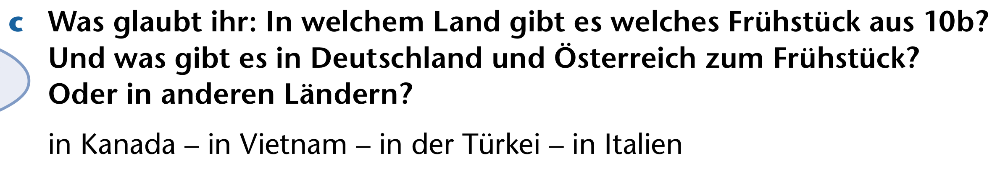 c Was glaubt ihr: In welchem Land gibt es welches Frühstück aus 10b?
Und was gibt es in Deutschland und Österreich zum Frühstück?
Oder in anderen Ländern?
in Kanada – in Vietnam – in der Türkei – in Italien